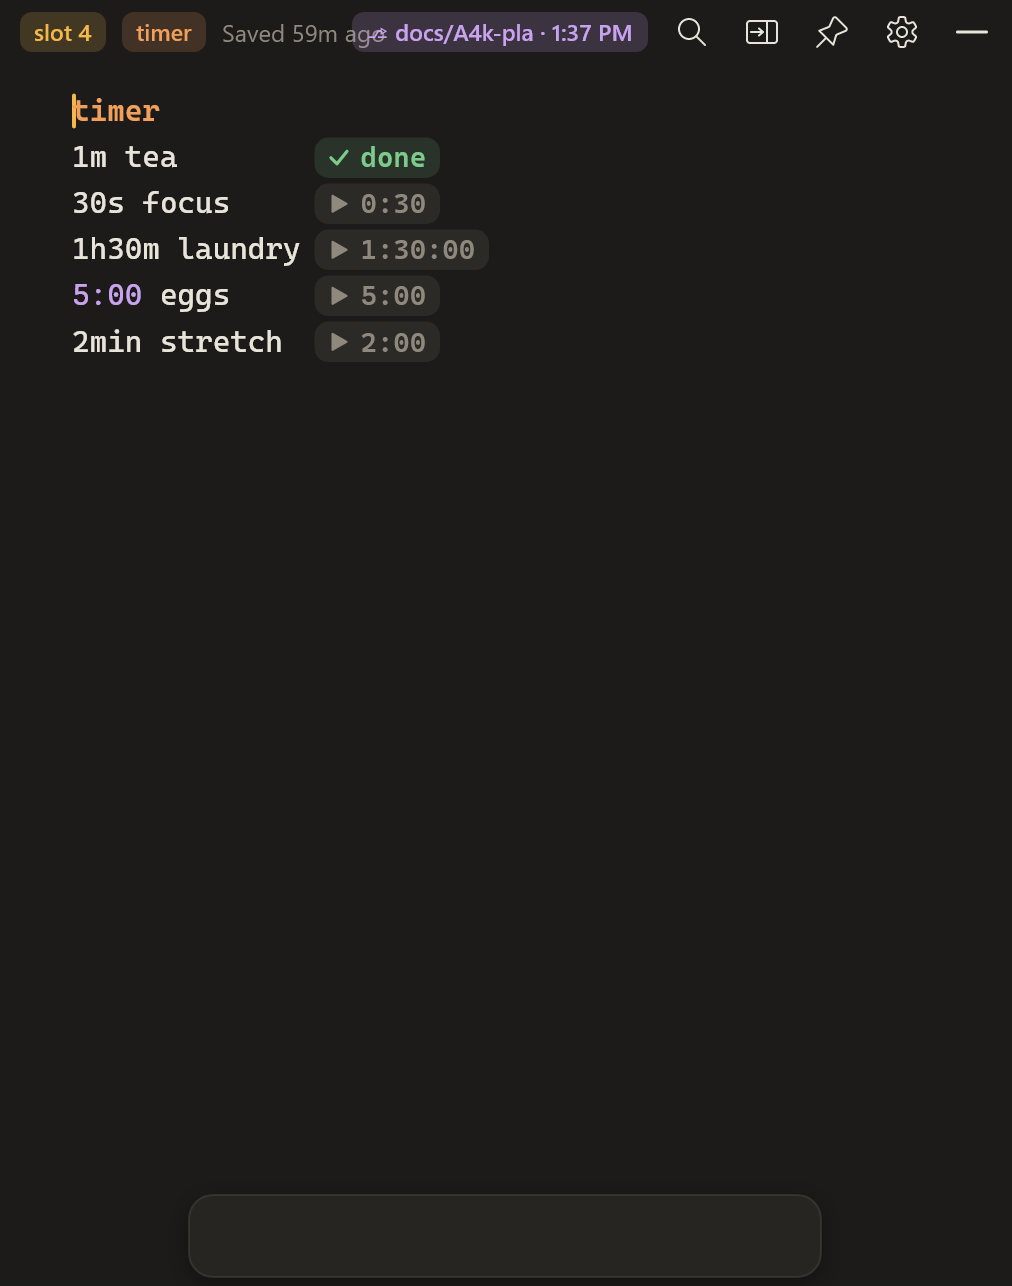 slot 4 timer Saved 59m ago docs/A4k-pla · 1:37 PM
timer
1m tea done
30s focus 0:30
1h30m laundry 1:30:00
5:00 eggs 5:00
2min stretch 2:00